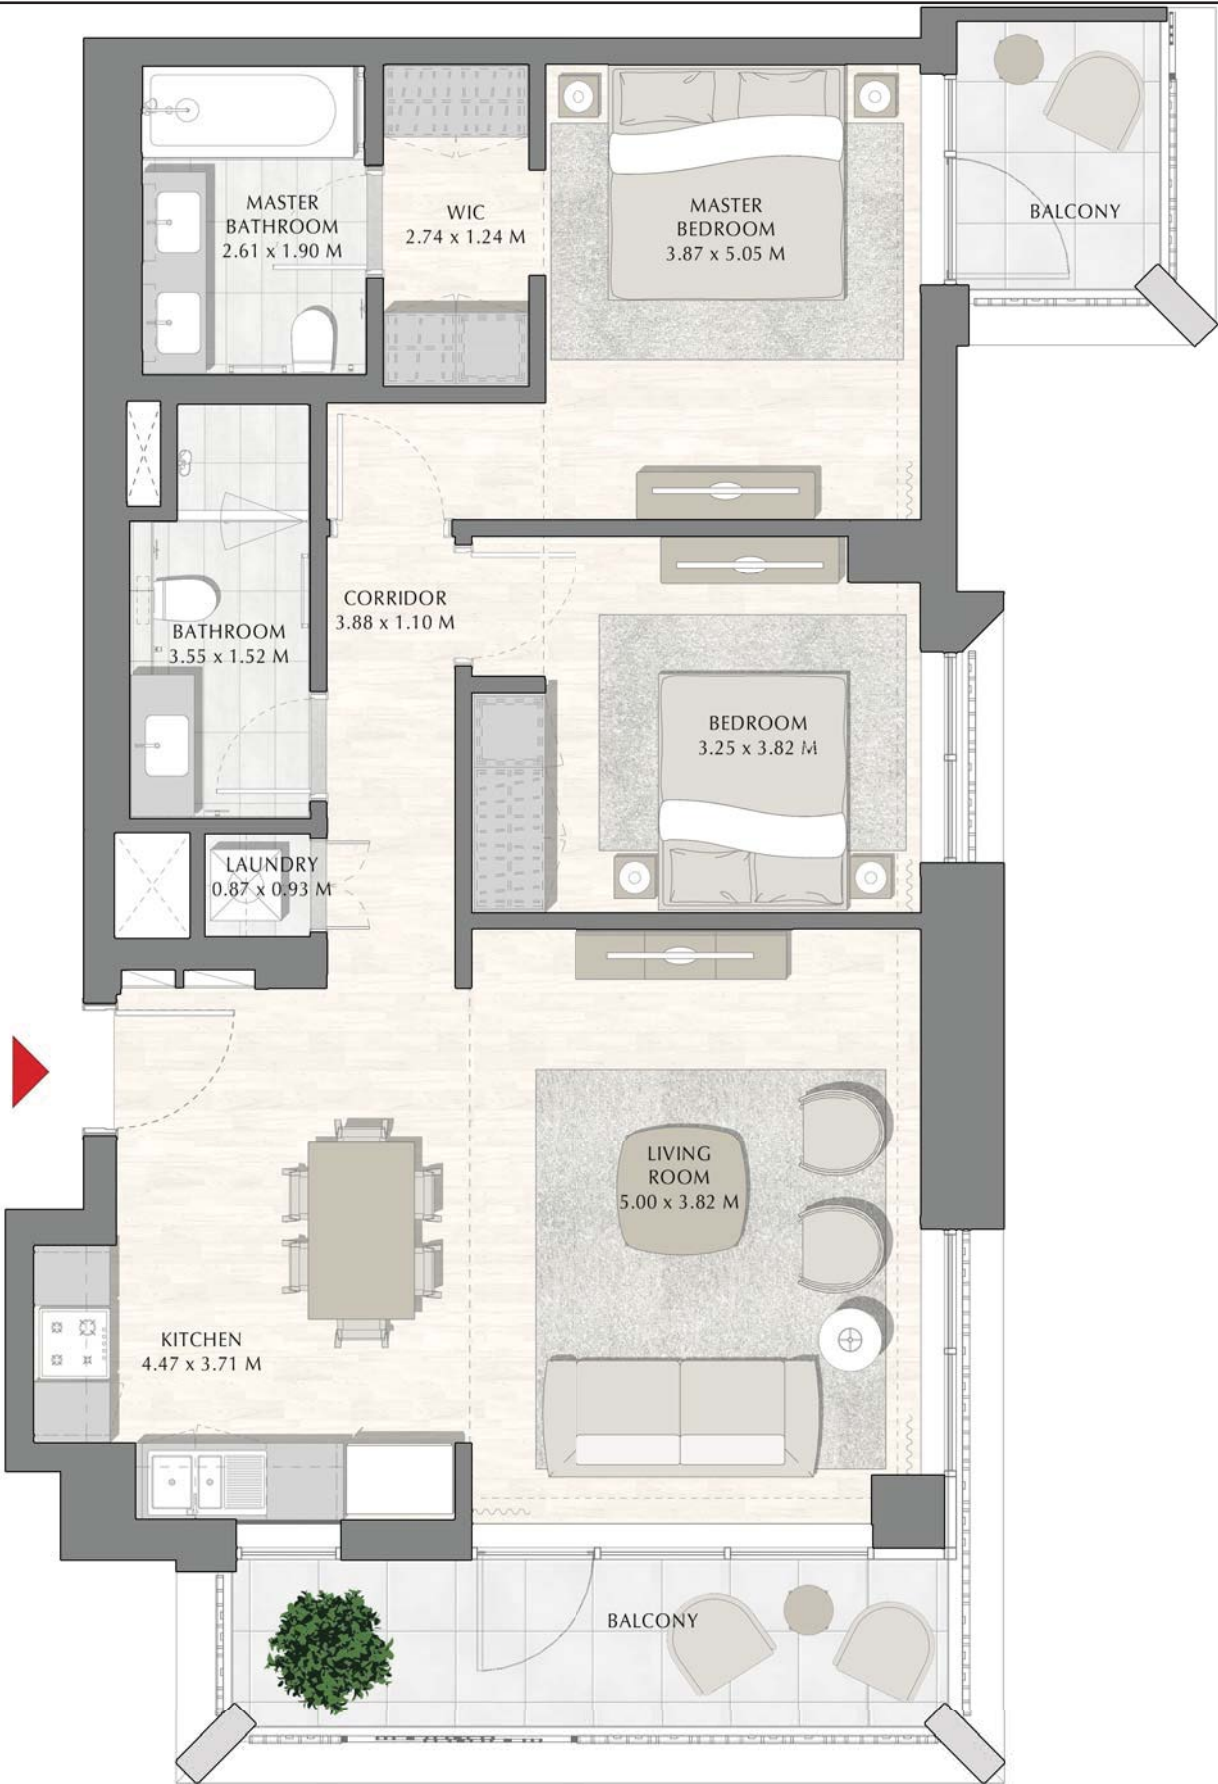 MASTER
BATHROOM
2.61 x 1.90 M
WIC
2.74 x 1.24 M
MASTER
BEDROOM
3.87 x 5.05 M
BALCONY
CORRIDOR
3.88 x 1.10 M
BATHROOM
3.55 x 1.52 M
BEDROOM
3.25 x 3.82 M
LAUNDRY
0.87 x 0.93 M
LIVING
ROOM
5.00 x 3.82 M
KITCHEN
4.47 x 3.71 M
BALCONY